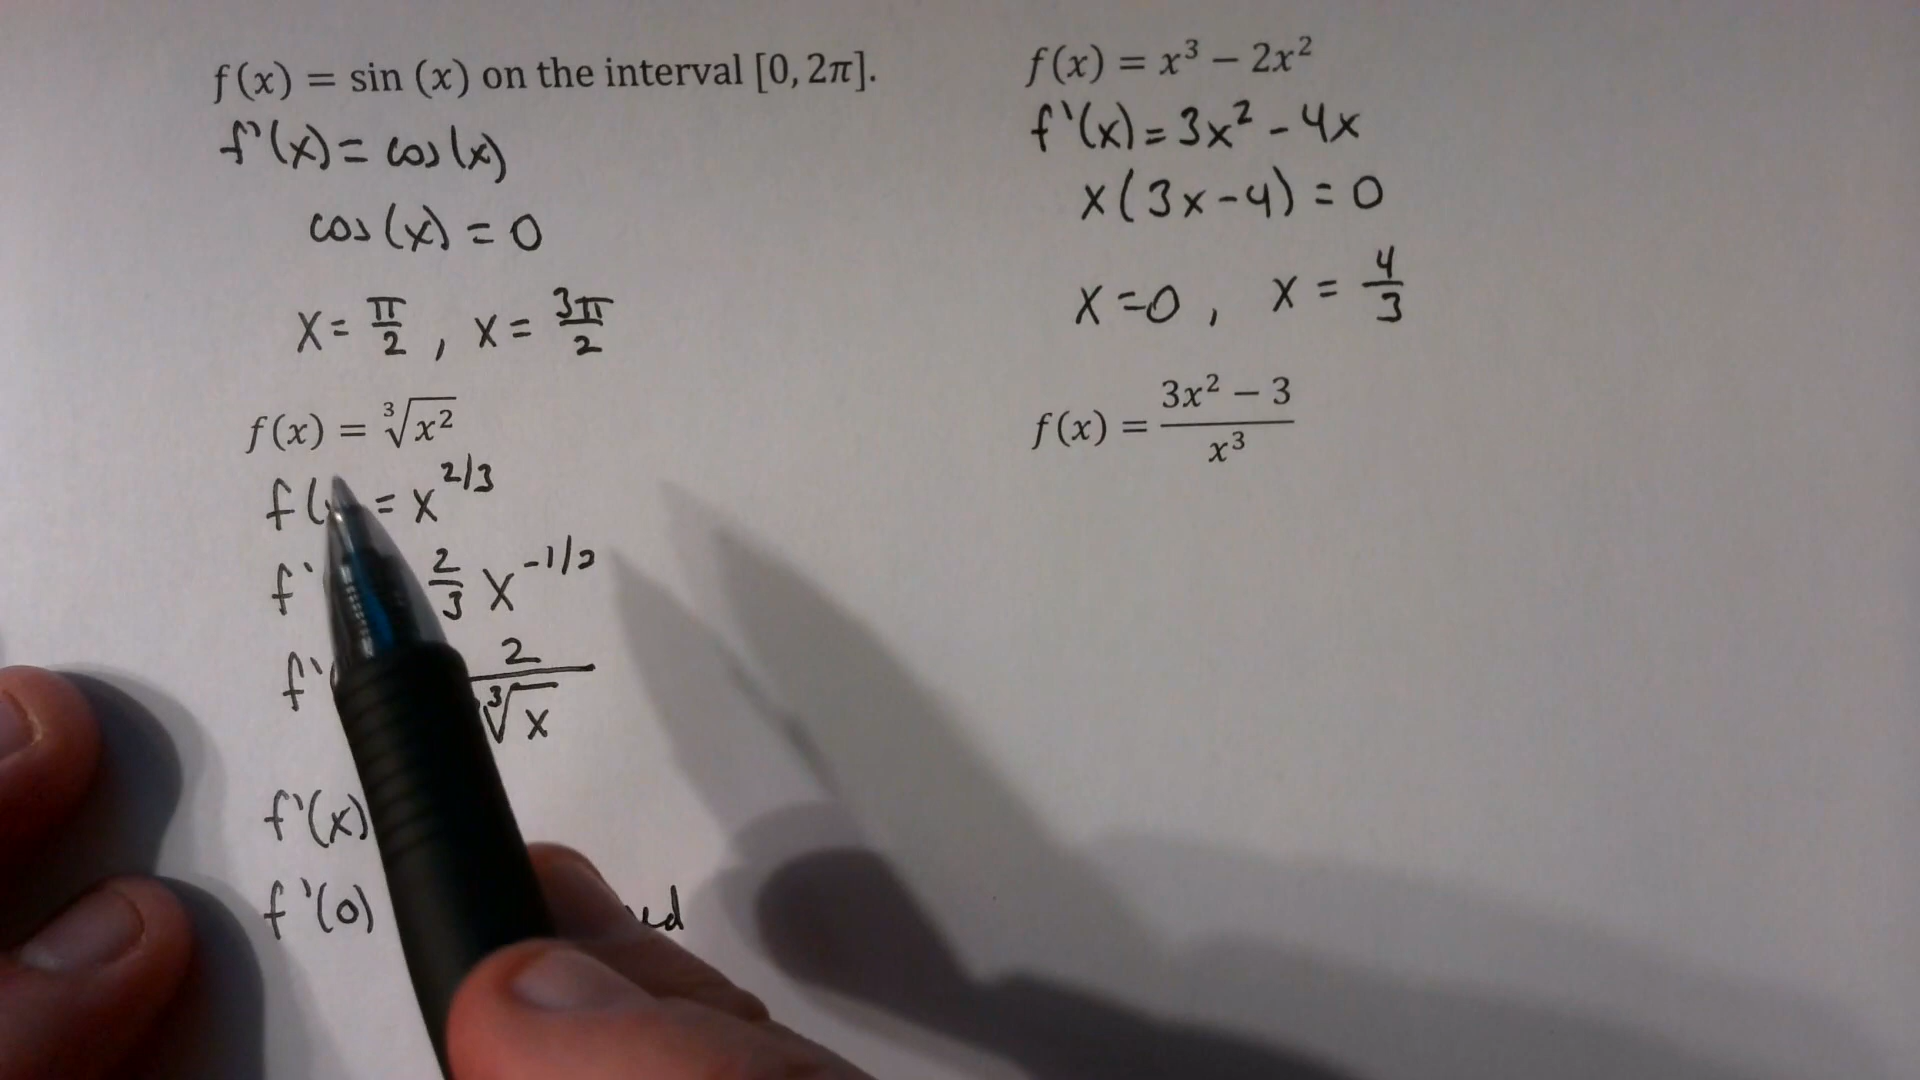 f(x) = sin (x) on the interval [0, 2π].
f'(x) = cos(x)
cos(x) = 0
x = π/2 , x = 3π/2
f(x) = ∛x²
f( = x^2/3
f' 2/3 x^-1/
f' 2/∛x
f'(x)
f'(0)
f(x) = x³ − 2x²
f'(x) = 3x² - 4x
x(3x-4) = 0
x = 0 , x = 4/3
f(x) = (3x² − 3)/x³